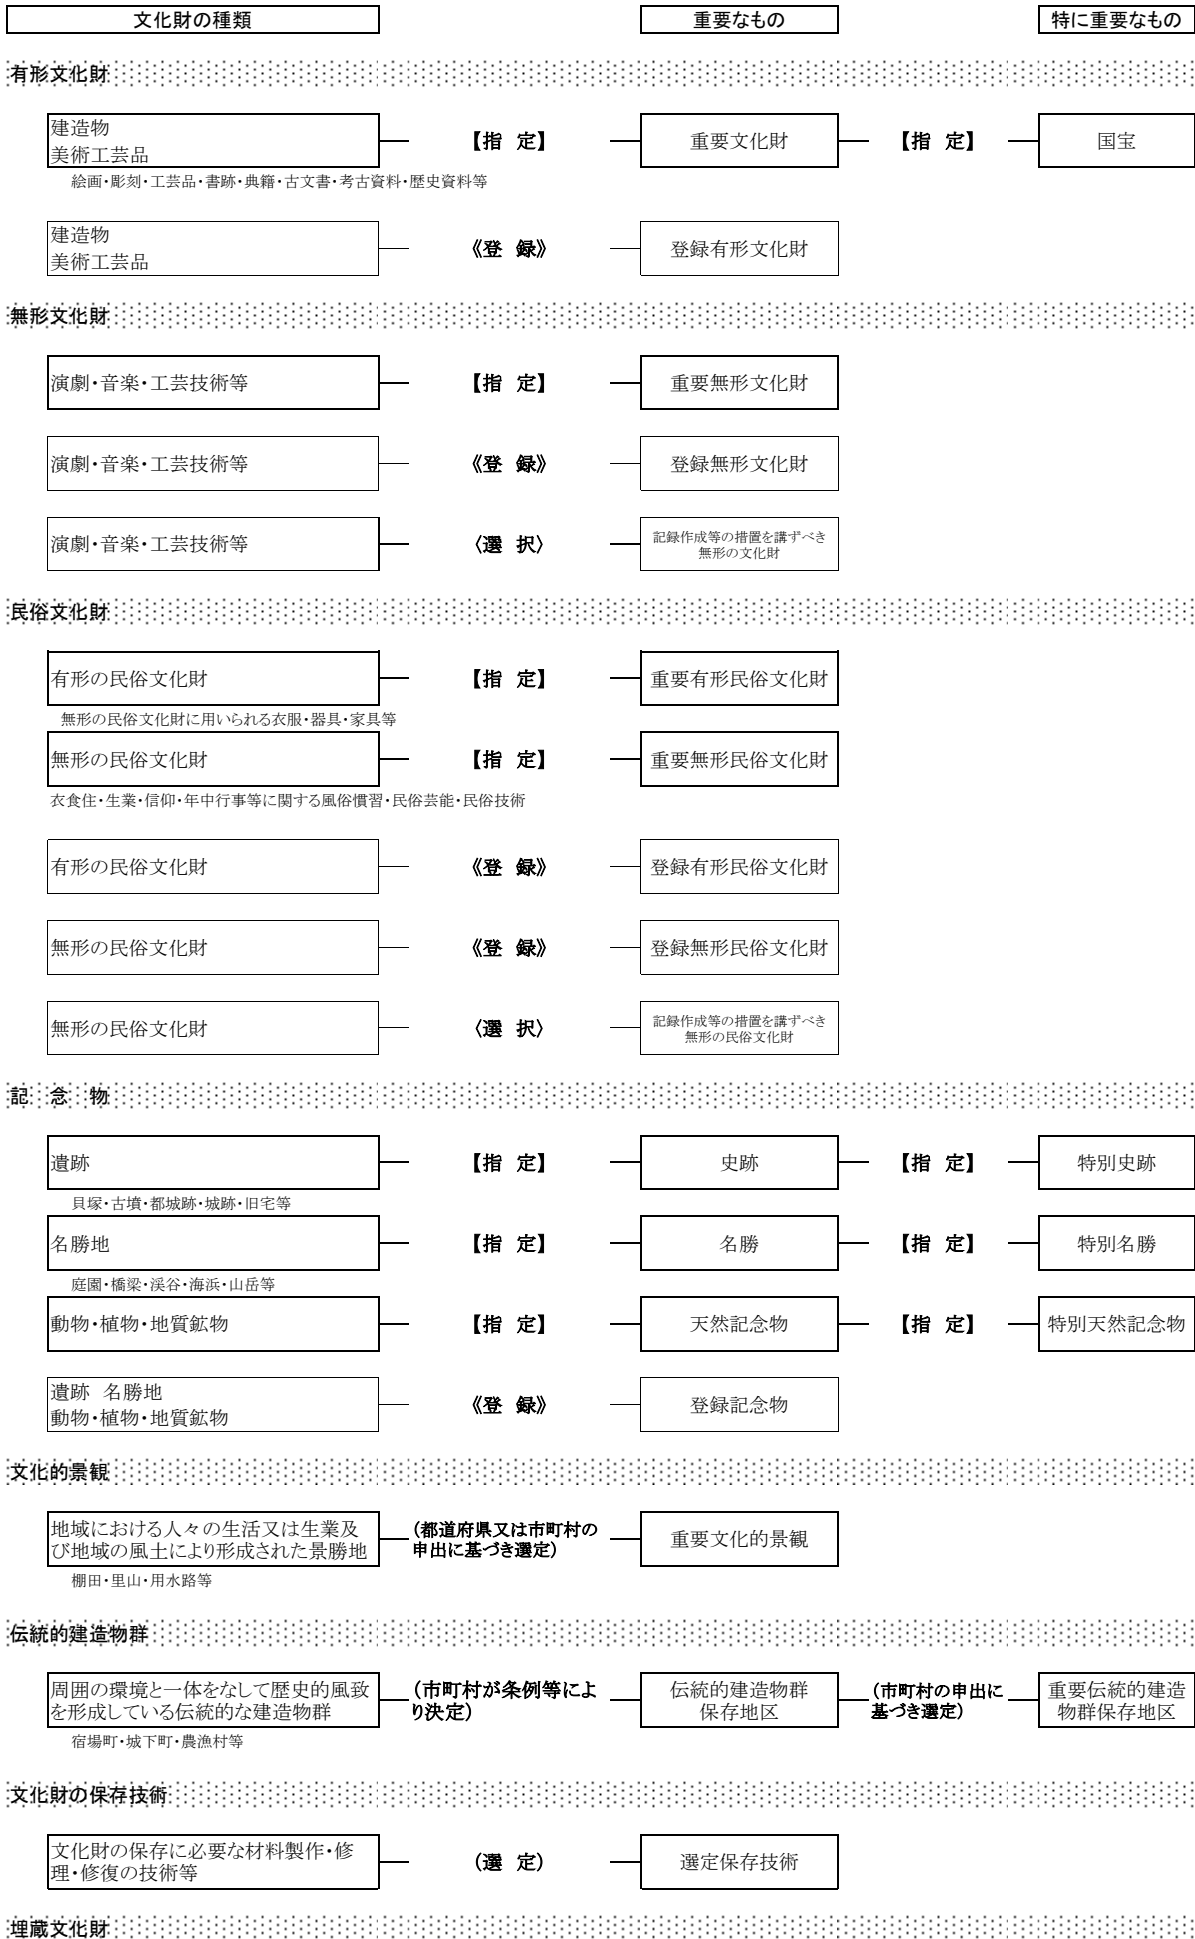 文化財の種類 重要なもの 特に重要なもの
有形文化財
建造物
美術工芸品
【指 定】 重要文化財 【指 定】 国宝
絵画・彫刻・工芸品・書跡・典籍・古文書・考古資料・歴史資料等
建造物
美術工芸品
《登 録》 登録有形文化財
無形文化財
演劇・音楽・工芸技術等 【指 定】 重要無形文化財
演劇・音楽・工芸技術等 《登 録》 登録無形文化財
演劇・音楽・工芸技術等 〈選 択〉 記録作成等の措置を講ずべき
無形の文化財
民俗文化財
有形の民俗文化財 【指 定】 重要有形民俗文化財
無形の民俗文化財に用いられる衣服・器具・家具等
無形の民俗文化財 【指 定】 重要無形民俗文化財
衣食住・生業・信仰・年中行事等に関する風俗慣習・民俗芸能・民俗技術
有形の民俗文化財 《登 録》 登録有形民俗文化財
無形の民俗文化財 《登 録》 登録無形民俗文化財
無形の民俗文化財 〈選 択〉 記録作成等の措置を講ずべき
無形の民俗文化財
記 念 物
遺跡 【指 定】 史跡 【指 定】 特別史跡
貝塚・古墳・都城跡・城跡・旧宅等
名勝地 【指 定】 名勝 【指 定】 特別名勝
庭園・橋梁・渓谷・海浜・山岳等
動物・植物・地質鉱物 【指 定】 天然記念物 【指 定】 特別天然記念物
遺跡 名勝地
動物・植物・地質鉱物
《登 録》 登録記念物
文化的景観
地域における人々の生活又は生業及
び地域の風土により形成された景勝地
(都道府県又は市町村の
申出に基づき選定)
重要文化的景観
棚田・里山・用水路等
伝統的建造物群
周囲の環境と一体をなして歴史的風致
を形成している伝統的な建造物群
(市町村が条例等によ
り決定)
伝統的建造物群
保存地区
(市町村の申出に
基づき選定)
重要伝統的建造
物群保存地区
宿場町・城下町・農漁村等
文化財の保存技術
文化財の保存に必要な材料製作・修
理・修復の技術等
(選 定) 選定保存技術
埋蔵文化財